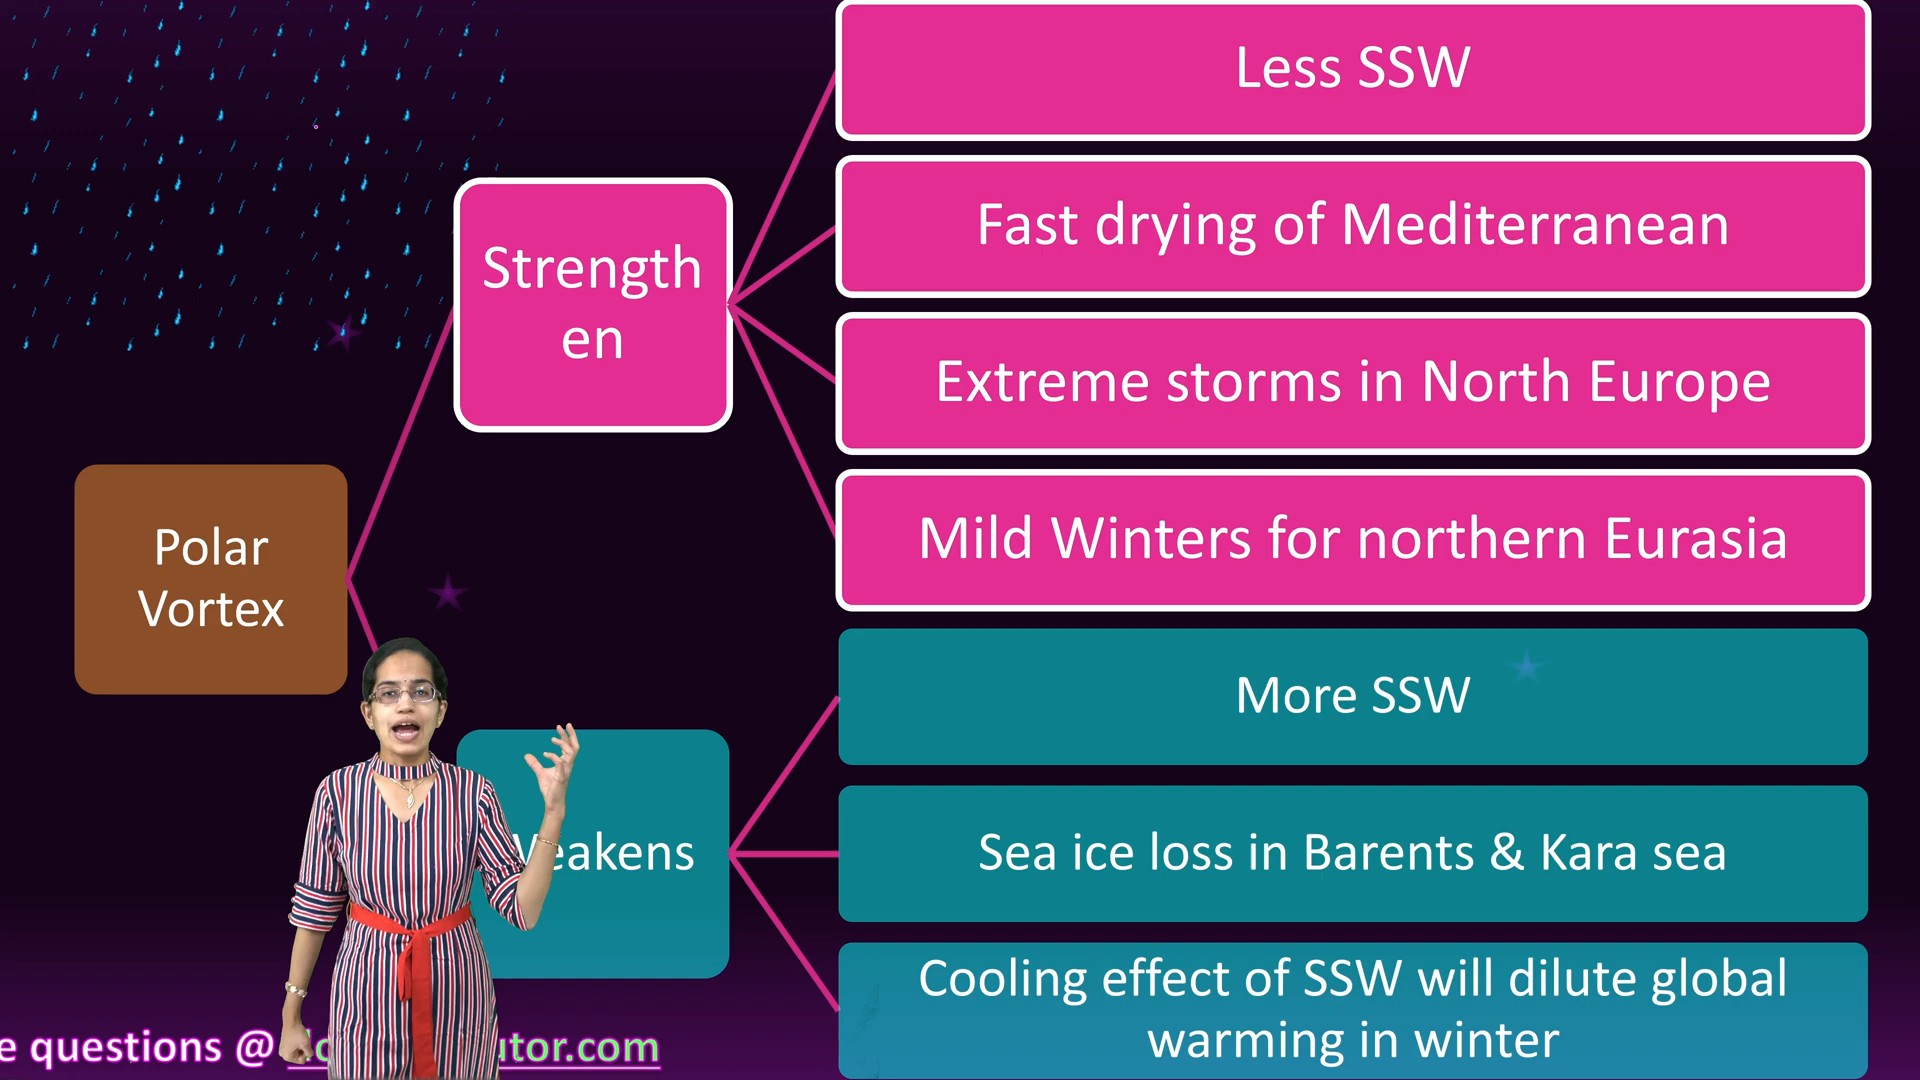 Less SSW
Fast drying of Mediterranean
Strength
en
Extreme storms in North Europe
Mild Winters for northern Eurasia
Polar
Vortex
More SSW
Weakens
Sea ice loss in Barents & Kara sea
Cooling effect of SSW will dilute global
warming in winter
e questions @ utor.com